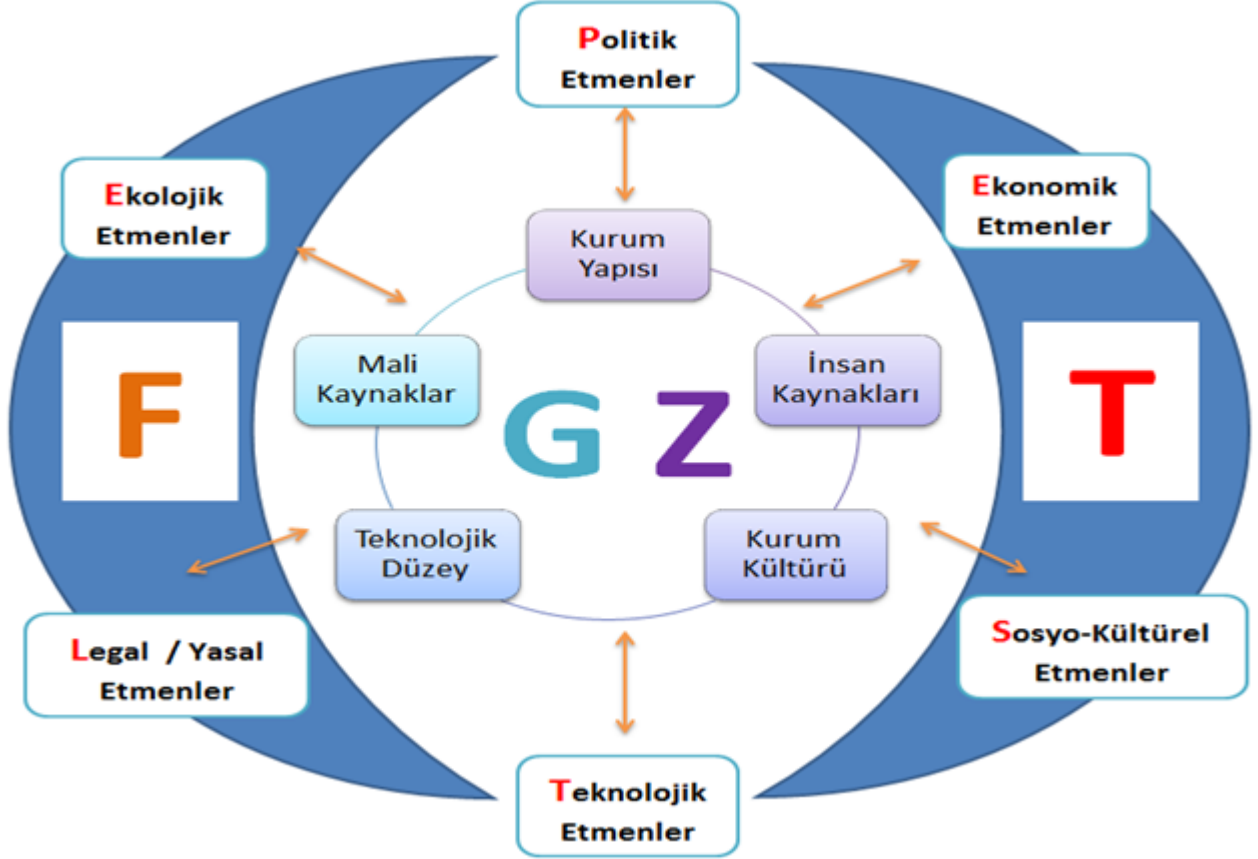 Politik
Etmenler
Ekolojik
Etmenler
Ekonomik
Etmenler
Kurum
Yapısı
Mali
Kaynaklar
İnsan
Kaynakları
F
G Z
T
Teknolojik
Düzey
Kurum
Kültürü
Legal / Yasal
Etmenler
Sosyo-Kültürel
Etmenler
Teknolojik
Etmenler